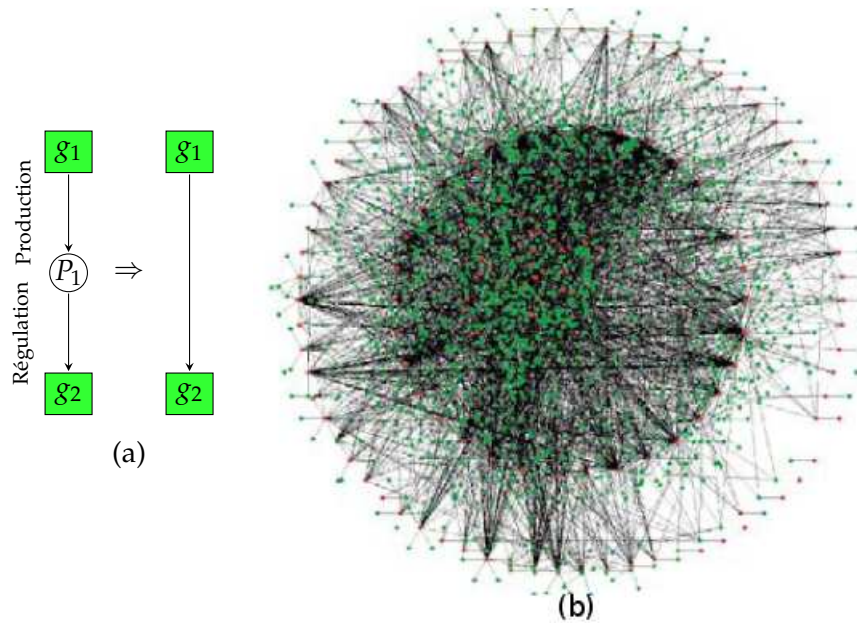 g₁ g₁
Production
P₁ ⇒
Régulation
g₂ g₂
(a)
(b)